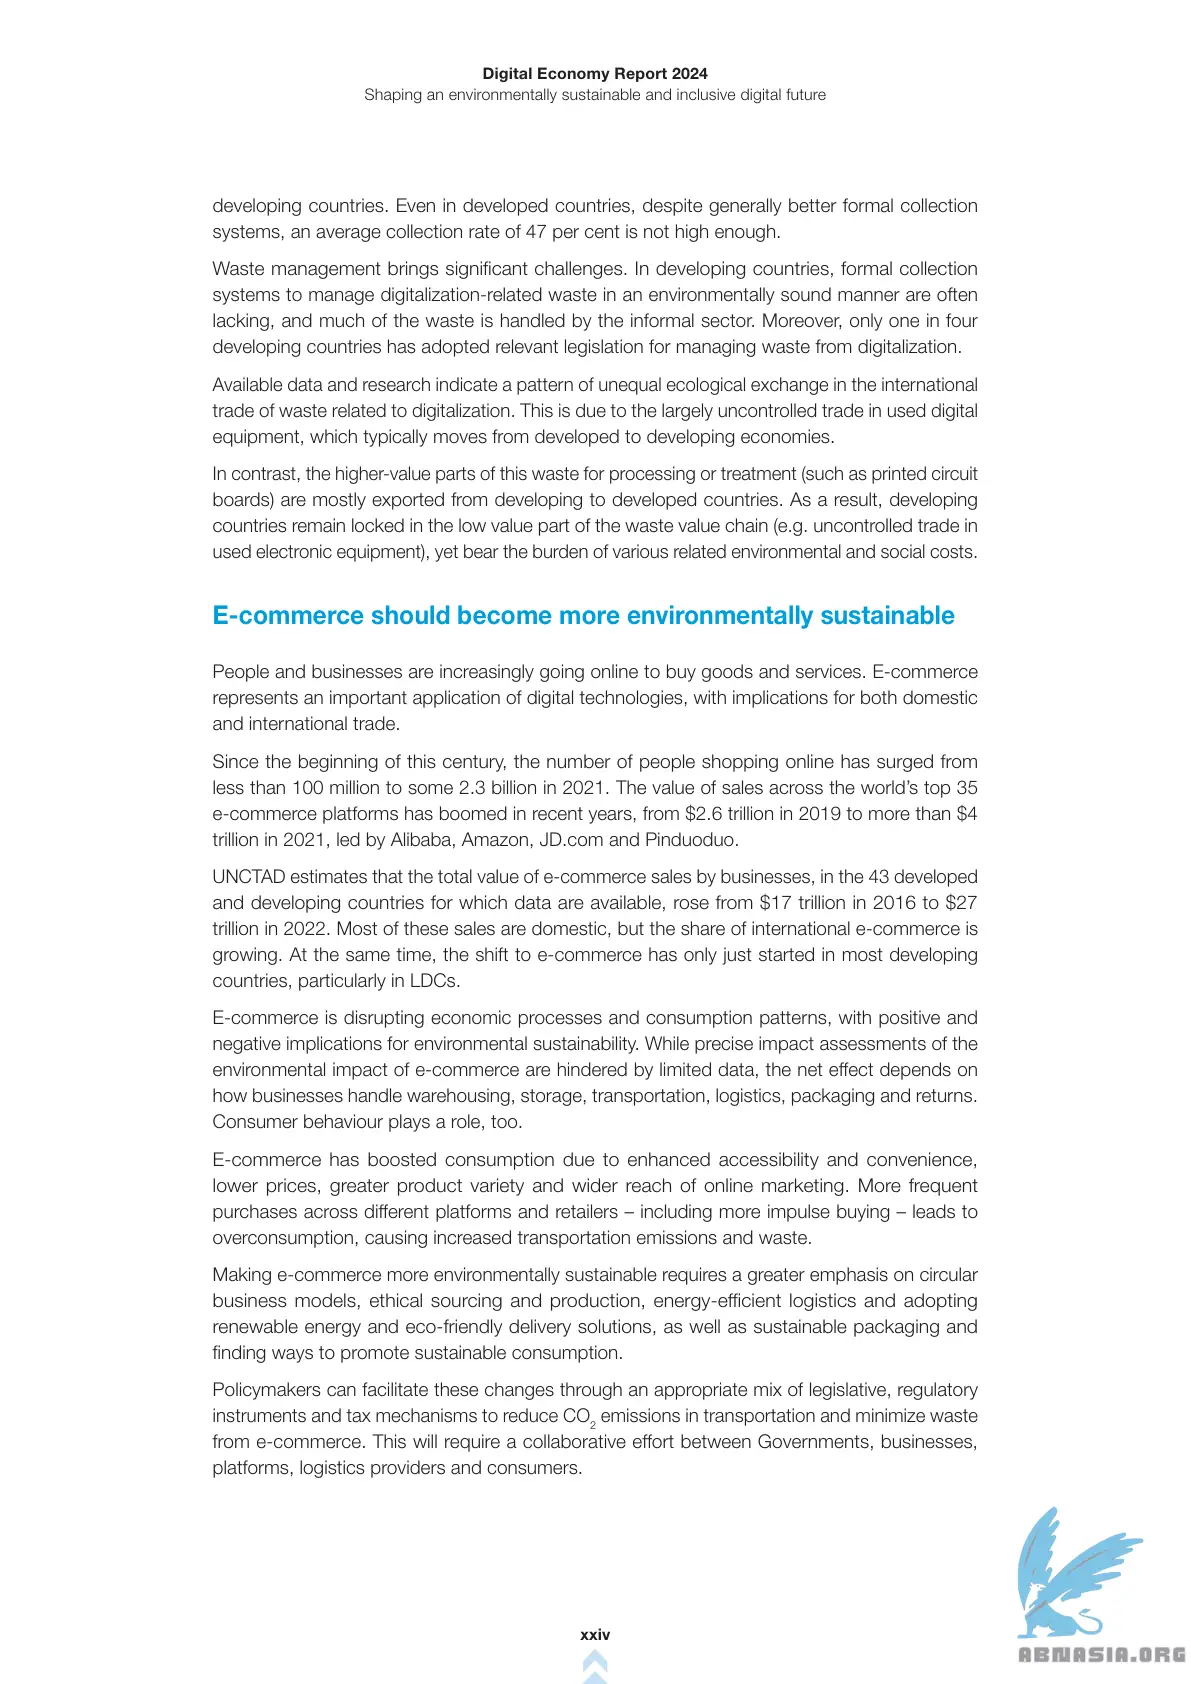 Digital Economy Report 2024
Shaping an environmentally sustainable and inclusive digital future
developing countries. Even in developed countries, despite generally better formal collection
systems, an average collection rate of 47 per cent is not high enough.
Waste management brings significant challenges. In developing countries, formal collection
systems to manage digitalization-related waste in an environmentally sound manner are often
lacking, and much of the waste is handled by the informal sector. Moreover, only one in four
developing countries has adopted relevant legislation for managing waste from digitalization.
Available data and research indicate a pattern of unequal ecological exchange in the international
trade of waste related to digitalization. This is due to the largely uncontrolled trade in used digital
equipment, which typically moves from developed to developing economies.
In contrast, the higher-value parts of this waste for processing or treatment (such as printed circuit
boards) are mostly exported from developing to developed countries. As a result, developing
countries remain locked in the low value part of the waste value chain (e.g. uncontrolled trade in
used electronic equipment), yet bear the burden of various related environmental and social costs.
E-commerce should become more environmentally sustainable
People and businesses are increasingly going online to buy goods and services. E-commerce
represents an important application of digital technologies, with implications for both domestic
and international trade.
Since the beginning of this century, the number of people shopping online has surged from
less than 100 million to some 2.3 billion in 2021. The value of sales across the world's top 35
e-commerce platforms has boomed in recent years, from $2.6 trillion in 2019 to more than $4
trillion in 2021, led by Alibaba, Amazon, JD.com and Pinduoduo.
UNCTAD estimates that the total value of e-commerce sales by businesses, in the 43 developed
and developing countries for which data are available, rose from $17 trillion in 2016 to $27
trillion in 2022. Most of these sales are domestic, but the share of international e-commerce is
growing. At the same time, the shift to e-commerce has only just started in most developing
countries, particularly in LDCs.
E-commerce is disrupting economic processes and consumption patterns, with positive and
negative implications for environmental sustainability. While precise impact assessments of the
environmental impact of e-commerce are hindered by limited data, the net effect depends on
how businesses handle warehousing, storage, transportation, logistics, packaging and returns.
Consumer behaviour plays a role, too.
E-commerce has boosted consumption due to enhanced accessibility and convenience,
lower prices, greater product variety and wider reach of online marketing. More frequent
purchases across different platforms and retailers – including more impulse buying – leads to
overconsumption, causing increased transportation emissions and waste.
Making e-commerce more environmentally sustainable requires a greater emphasis on circular
business models, ethical sourcing and production, energy-efficient logistics and adopting
renewable energy and eco-friendly delivery solutions, as well as sustainable packaging and
finding ways to promote sustainable consumption.
Policymakers can facilitate these changes through an appropriate mix of legislative, regulatory
instruments and tax mechanisms to reduce CO₂ emissions in transportation and minimize waste
from e-commerce. This will require a collaborative effort between Governments, businesses,
platforms, logistics providers and consumers.
xxiv
ABNASIA.ORG